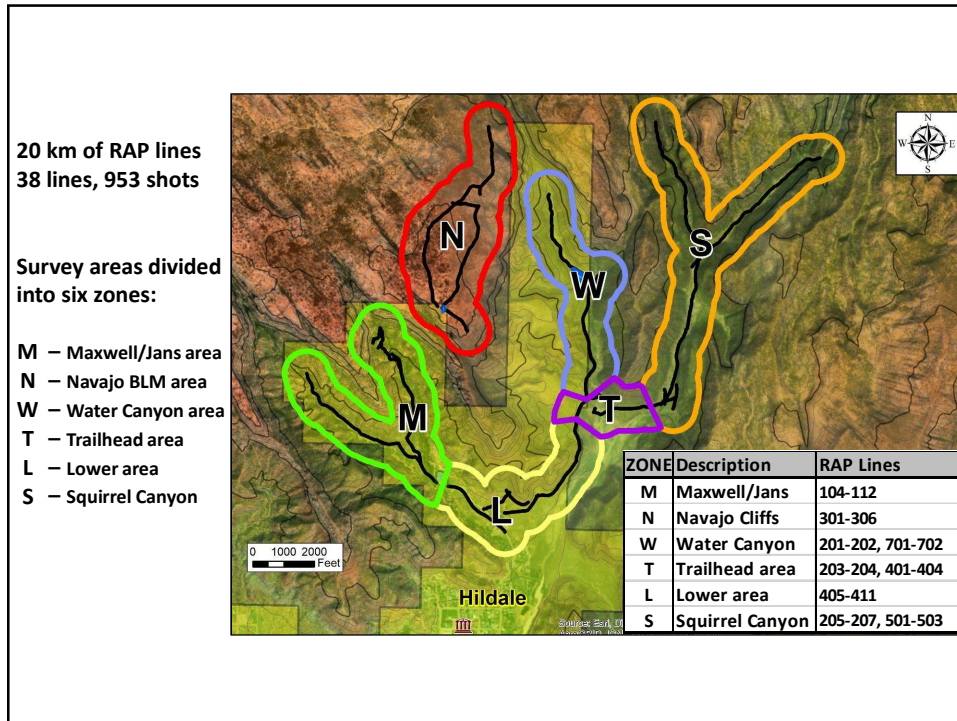 20 km of RAP lines
38 lines, 953 shots
Survey areas divided
into six zones:
M – Maxwell/Jans area
N – Navajo BLM area
W – Water Canyon area
T – Trailhead area
L – Lower area
S – Squirrel Canyon
N
W E
S
N
S
W
M
T
L
0 1000 2000
Feet
Hildale
Source: Esri,
ZONE Description RAP Lines
M Maxwell/Jans 104-112
N Navajo Cliffs 301-306
W Water Canyon 201-202, 701-702
T Trailhead area 203-204, 401-404
L Lower area 405-411
S Squirrel Canyon 205-207, 501-503